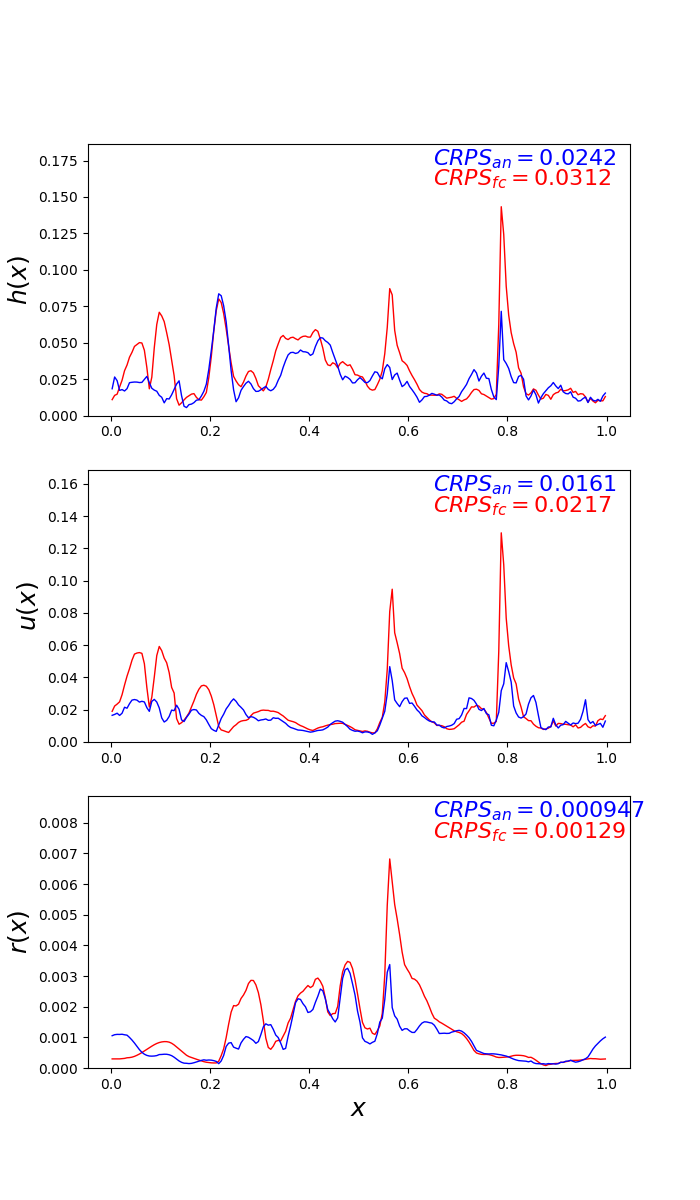 CRPS_an = 0.0242
CRPS_fc = 0.0312
h(x)
0.175
0.150
0.125
0.100
0.075
0.050
0.025
0.000
0.0 0.2 0.4 0.6 0.8 1.0
CRPS_an = 0.0161
CRPS_fc = 0.0217
u(x)
0.16
0.14
0.12
0.10
0.08
0.06
0.04
0.02
0.00
0.0 0.2 0.4 0.6 0.8 1.0
CRPS_an = 0.000947
CRPS_fc = 0.00129
r(x)
0.008
0.007
0.006
0.005
0.004
0.003
0.002
0.001
0.000
0.0 0.2 0.4 0.6 0.8 1.0
x